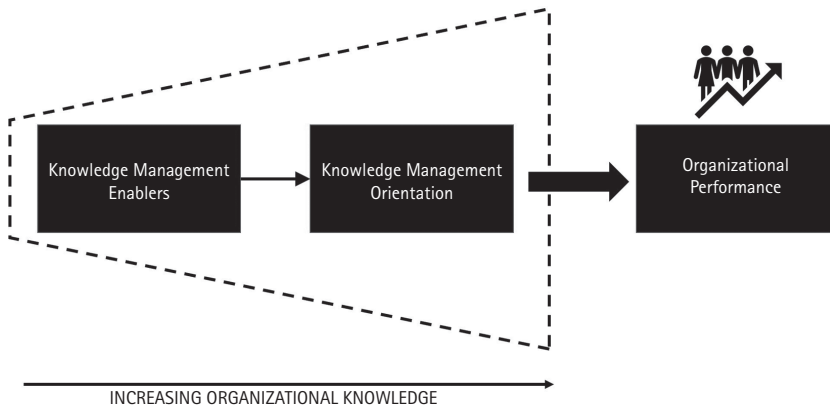 Knowledge Management
Enablers
Knowledge Management
Orientation
Organizational
Performance
INCREASING ORGANIZATIONAL KNOWLEDGE